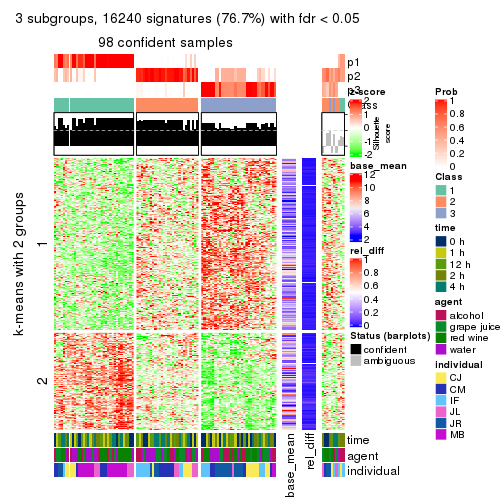 3 subgroups, 16240 signatures (76.7%) with fdr < 0.05
98 confident samples
p1
p2
p3
Class
Silhouette
score
k-means with 2 groups
1
2
time
agent
individual
base_mean
rel_diff
z-score
2
1
0
-1
-2
base_mean
12
10
8
6
4
2
rel_diff
1
0.8
0.6
0.4
0.2
0
Status (barplots)
confident
ambiguous
Prob
1
0.8
0.6
0.4
0.2
0
Class
1
2
3
time
0 h
1 h
12 h
2 h
4 h
agent
alcohol
grape juice
red wine
water
individual
CJ
CM
IF
JL
JR
MB